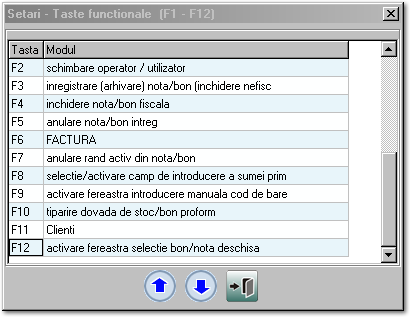 Setari - Taste functionale (F1 - F12)
Tasta Modul
F2 schimbare operator / utilizator
F3 inregistrare (arhivare) nota/bon (inchidere nefisc
F4 inchidere nota/bon fiscala
F5 anulare nota/bon intreg
F6 FACTURA
F7 anulare rand activ din nota/bon
F8 selectie/activare camp de introducere a sumei prim
F9 activare fereastra introducere manuala cod de bare
F10 tiparire dovada de stoc/bon proform
F11 Clienti
F12 activare fereastra selectie bon/nota deschisa